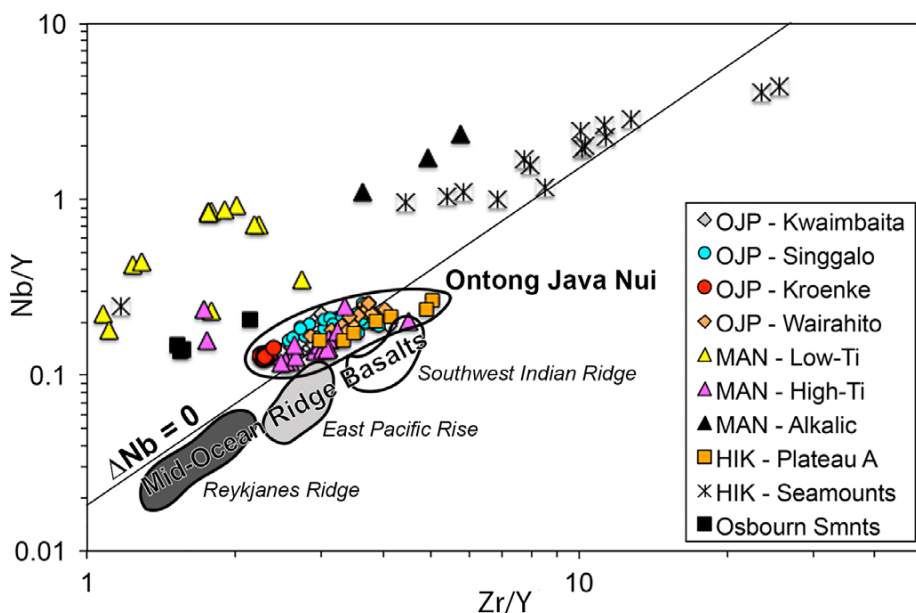 10
1
0.1
0.01
Nb/Y
1
10
Zr/Y
ΔNb = 0
Ontong Java Nui
Mid-Ocean Ridge Basalts
Southwest Indian Ridge
East Pacific Rise
Reykjanes Ridge
OJP - Kwaimbaita
OJP - Singgalo
OJP - Kroenke
OJP - Wairahito
MAN - Low-Ti
MAN - High-Ti
MAN - Alkalic
HIK - Plateau A
HIK - Seamounts
Osbourn Smnts